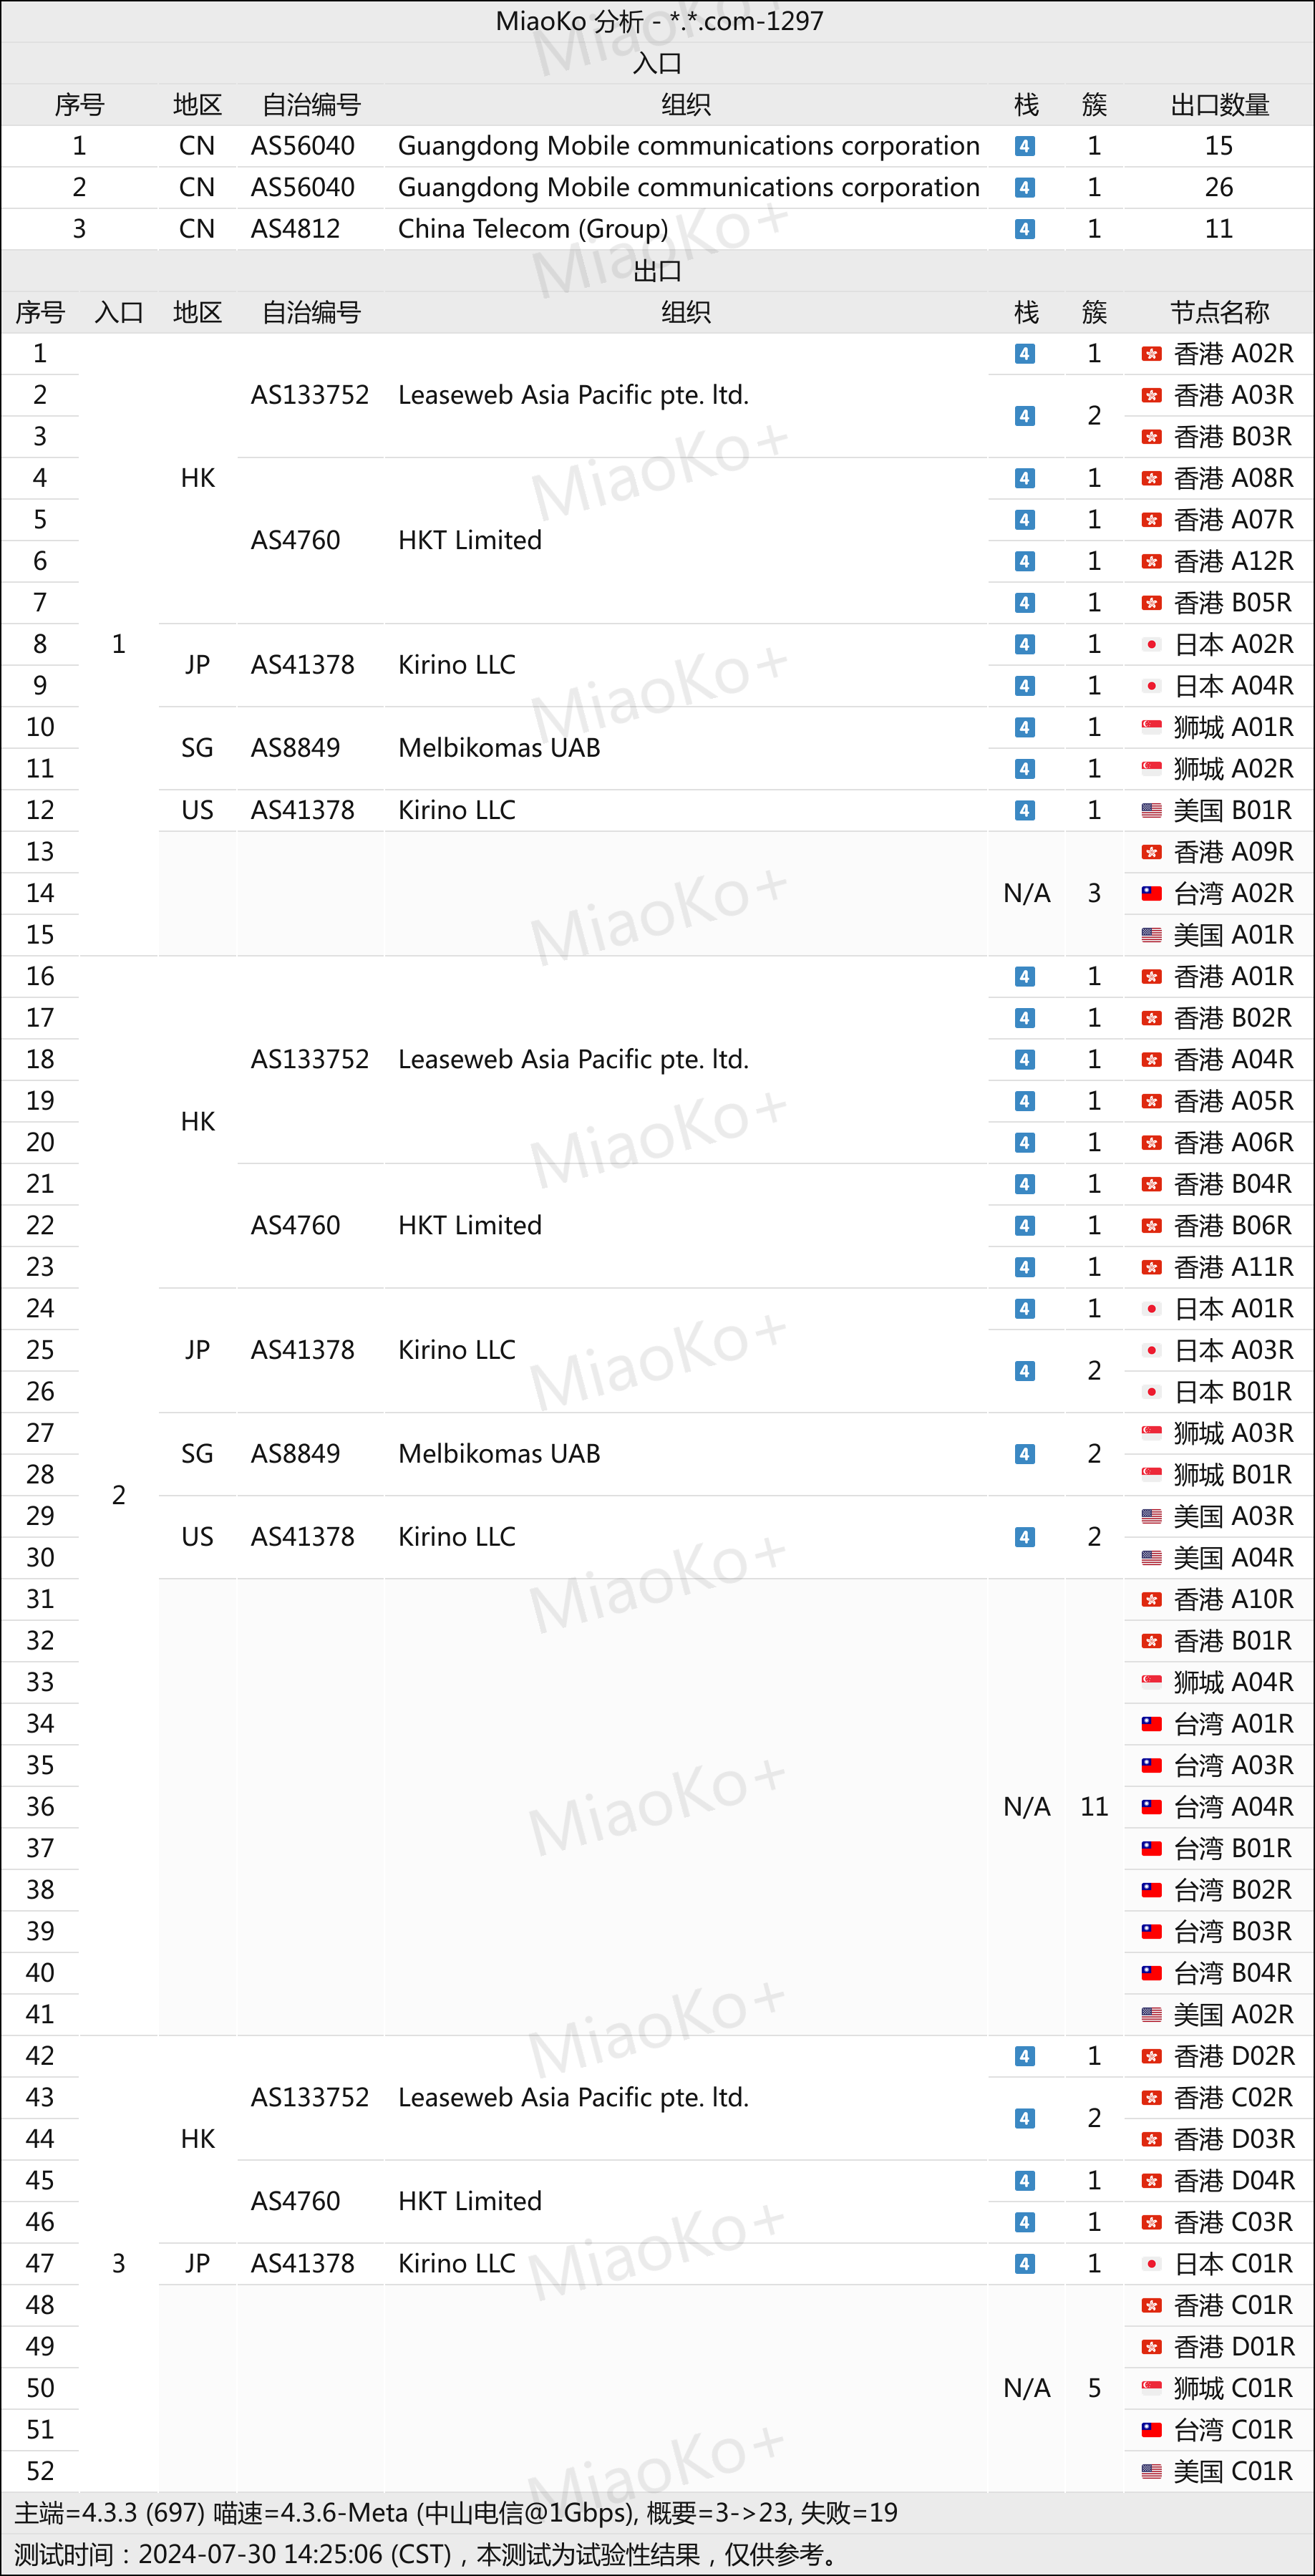 MiaoKo 分析 - *.*.com-1297
入口
序号 地区 自治编号 组织 栈 簇 出口数量
1 CN AS56040 Guangdong Mobile communications corporation 4 1 15
2 CN AS56040 Guangdong Mobile communications corporation 4 1 26
3 CN AS4812 China Telecom (Group) 4 1 11
出口
序号 入口 地区 自治编号 组织 栈 簇 节点名称
1 4 1 香港 A02R
2 AS133752 Leaseweb Asia Pacific pte. ltd. 香港 A03R
4 2
3 香港 B03R
4 HK 4 1 香港 A08R
5 4 1 香港 A07R
AS4760 HKT Limited
6 4 1 香港 A12R
7 4 1 香港 B05R
8 1 4 1 日本 A02R
JP AS41378 Kirino LLC
9 4 1 日本 A04R
10 4 1 狮城 A01R
SG AS8849 Melbikomas UAB
11 4 1 狮城 A02R
12 US AS41378 Kirino LLC 4 1 美国 B01R
13 香港 A09R
14 N/A 3 台湾 A02R
15 美国 A01R
16 4 1 香港 A01R
17 4 1 香港 B02R
18 AS133752 Leaseweb Asia Pacific pte. ltd. 4 1 香港 A04R
19 4 1 香港 A05R
HK
20 4 1 香港 A06R
21 4 1 香港 B04R
22 AS4760 HKT Limited 4 1 香港 B06R
23 4 1 香港 A11R
24 4 1 日本 A01R
25 JP AS41378 Kirino LLC 日本 A03R
4 2
26 日本 B01R
27 狮城 A03R
SG AS8849 Melbikomas UAB 4 2
28 狮城 B01R
2
29 美国 A03R
US AS41378 Kirino LLC 4 2
30 美国 A04R
31 香港 A10R
32 香港 B01R
33 狮城 A04R
34 台湾 A01R
35 台湾 A03R
36 N/A 11 台湾 A04R
37 台湾 B01R
38 台湾 B02R
39 台湾 B03R
40 台湾 B04R
41 美国 A02R
42 4 1 香港 D02R
43 AS133752 Leaseweb Asia Pacific pte. ltd. 香港 C02R
4 2
44 HK 香港 D03R
45 4 1 香港 D04R
AS4760 HKT Limited
46 4 1 香港 C03R
47 3 JP AS41378 Kirino LLC 4 1 日本 C01R
48 香港 C01R
49 香港 D01R
50 N/A 5 狮城 C01R
51 台湾 C01R
52 美国 C01R
主端=4.3.3 (697) 喵速=4.3.6-Meta (中山电信@1Gbps), 概要=3->23, 失败=19
测试时间：2024-07-30 14:25:06 (CST)，本测试为试验性结果，仅供参考。
MiaoKo+
MiaoKo+
MiaoKo+
MiaoKo+
MiaoKo+
MiaoKo+
MiaoKo+
MiaoKo+
MiaoKo+
MiaoKo+
MiaoKo+
MiaoKo+